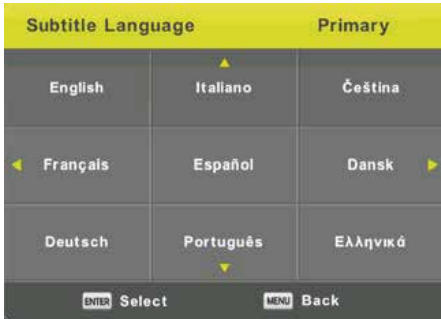 Subtitle Language Primary
English Italiano Čeština
Français Español Dansk
Deutsch Português Ελληνικά
ENTER Select MENU Back